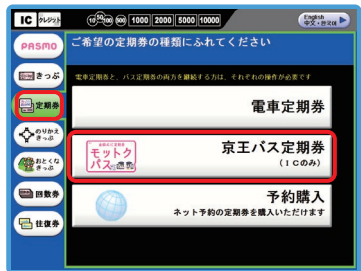 IC クレジット 10 50 100 500 1000 2000 5000 10000 English 中文・한국어
PASMO
ご希望の定期券の種類にふれてください
きっぷ
電車定期券と、バス定期券の両方を継続する方は、それぞれの操作が必要です
定期券
電車定期券
のりかえ
きっぷ
モットク
パス
京王バス定期券
(ICのみ)
おとくな
きっぷ
回数券
予約購入
ネット予約の定期券を購入いただけます
往復券